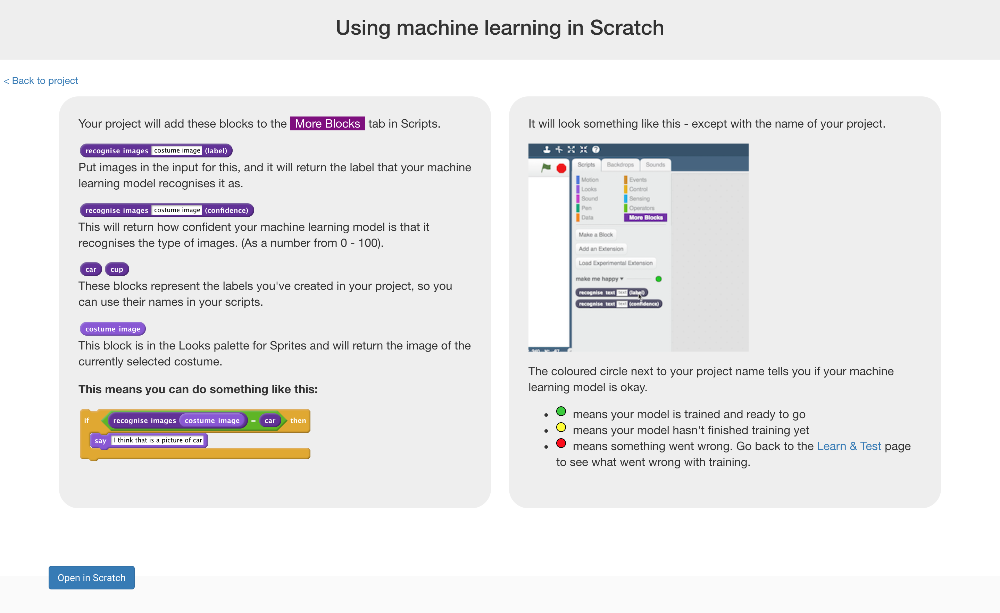 Using machine learning in Scratch
< Back to project
Your project will add these blocks to the More Blocks tab in Scripts.
recognise images costume image (label)
Put images in the input for this, and it will return the label that your machine
learning model recognises it as.
recognise images costume image (confidence)
This will return how confident your machine learning model is that it
recognises the type of images. (As a number from 0 - 100).
car cup
These blocks represent the labels you've created in your project, so you
can use their names in your scripts.
costume image
This block is in the Looks palette for Sprites and will return the image of the
currently selected costume.
This means you can do something like this:
if recognise images costume image = car then
say I think that is a picture of car
It will look something like this - except with the name of your project.
Scripts Backdrops Sounds
Motion Events
Looks Control
Sound Sensing
Pen Operators
Data More Blocks
Make a Block
Add an Extension
Load Experimental Extension
make me happy
recognise text text (label)
recognise text text (confidence)
The coloured circle next to your project name tells you if your machine
learning model is okay.
means your model is trained and ready to go
means your model hasn't finished training yet
means something went wrong. Go back to the Learn & Test page
to see what went wrong with training.
Open in Scratch